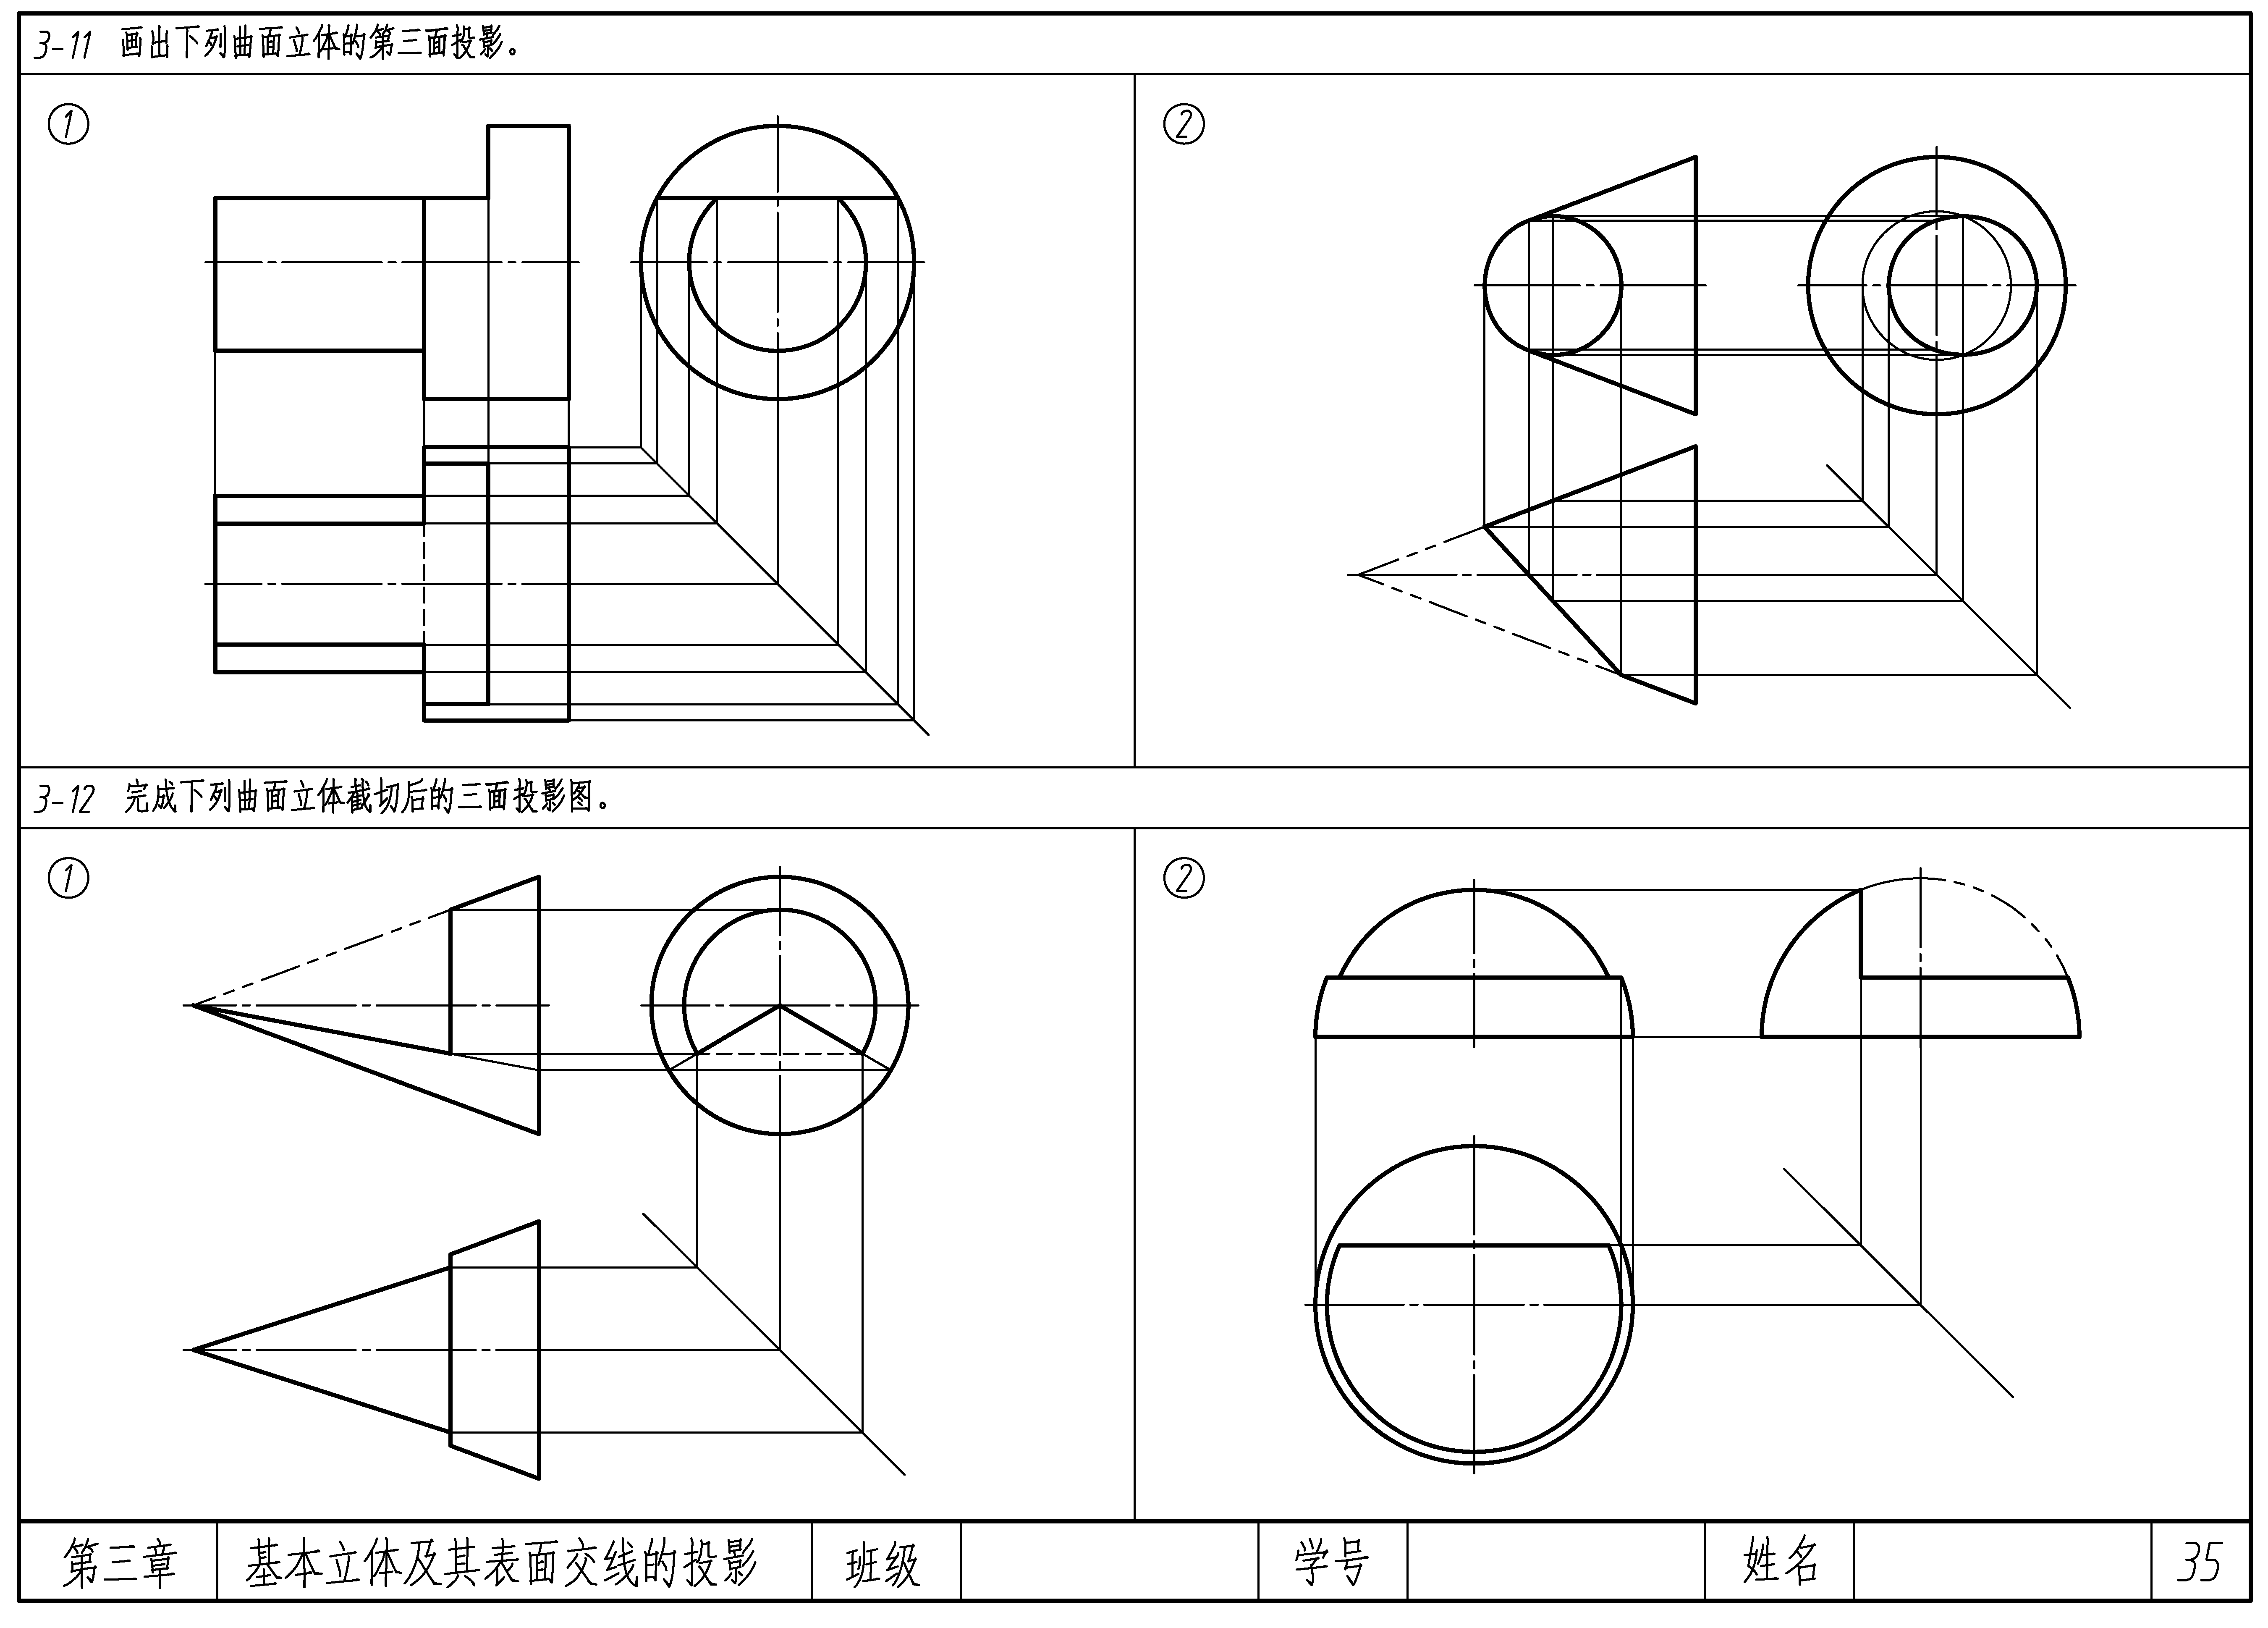 3-11 画出下列曲面立体的第三面投影。
① ②
3-12 完成下列曲面立体截切后的三面投影图。
① ②
第三章 基本立体及其表面交线的投影 班级 学号 姓名 35